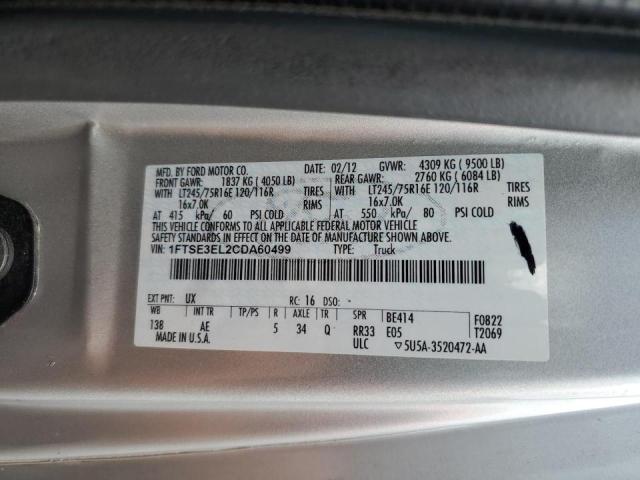 MFD. BY FORD MOTOR CO. DATE: 02/12 GVWR: 4309 KG ( 9500 LB)
FRONT GAWR: 1837 KG ( 4050 LB) REAR GAWR: 2760 KG ( 6084 LB)
WITH LT245/75R16E 120/116R TIRES WITH LT245/75R16E 120/116R TIRES
16x7.0K RIMS 16x7.0K RIMS
AT 415 kPa/ 60 PSI COLD AT 550 kPa/ 80 PSI COLD
THIS VEHICLE CONFORMS TO ALL APPLICABLE FEDERAL MOTOR VEHICLE
SAFETY STANDARDS IN EFFECT ON THE DATE OF MANUFACTURE SHOWN ABOVE.
VIN: 1FTSE3EL2CDA60499 TYPE: Truck
EXT PNT: UX RC: 16 DSO:
WB INT TR TP/PS R AXLE TR SPR BE414 F0822
138 AE 5 34 Q RR33 E05 T2069
MADE IN U.S.A. ULC ▽5U5A-3520472-AA